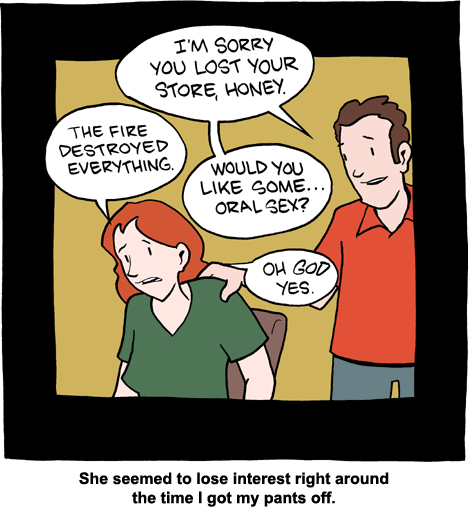 I'M SORRY
YOU LOST YOUR
STORE, HONEY.
THE FIRE
DESTROYED
EVERYTHING.
WOULD YOU
LIKE SOME...
ORAL SEX?
OH GOD
YES.
She seemed to lose interest right around
the time I got my pants off.